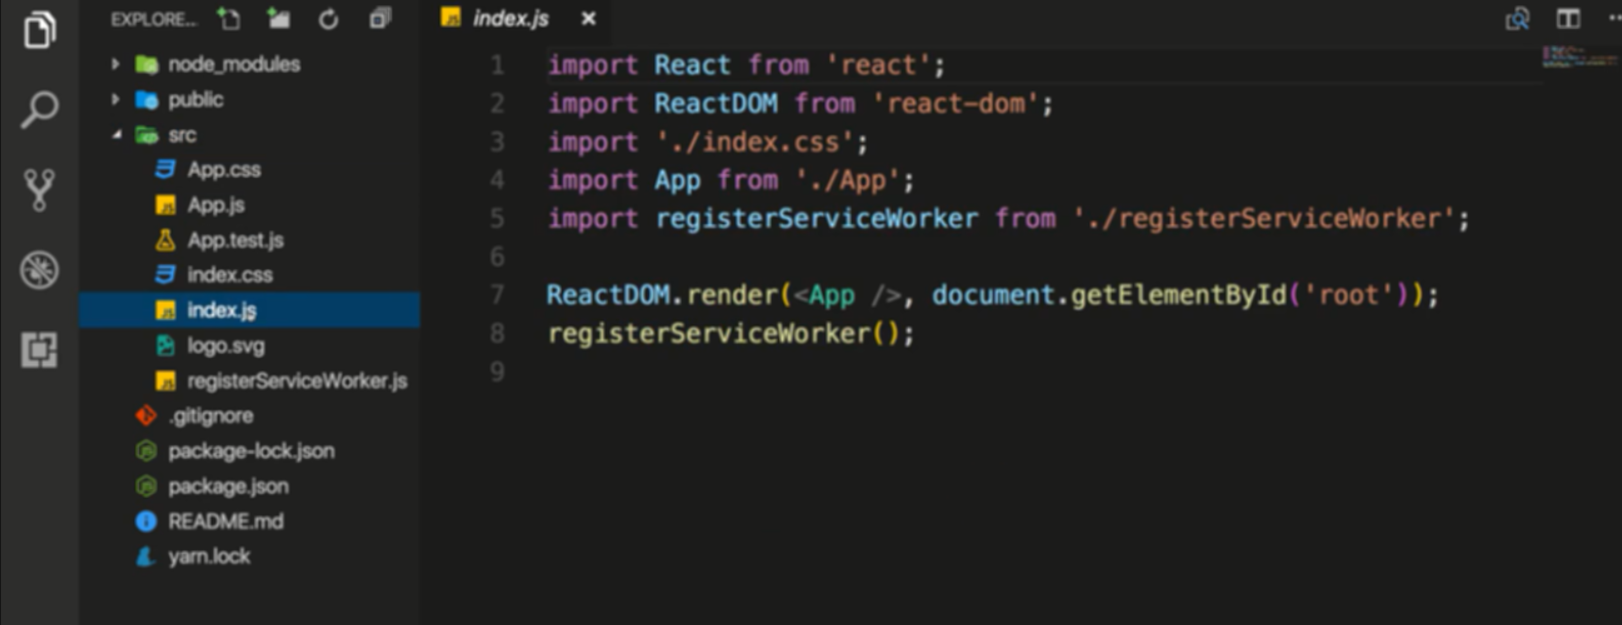 EXPLORE...
node_modules
public
src
App.css
App.js
App.test.js
index.css
index.js
logo.svg
registerServiceWorker.js
.gitignore
package-lock.json
package.json
README.md
yarn.lock
index.js
1 import React from 'react';
2 import ReactDOM from 'react-dom';
3 import './index.css';
4 import App from './App';
5 import registerServiceWorker from './registerServiceWorker';
6
7 ReactDOM.render(<App />, document.getElementById('root'));
8 registerServiceWorker();
9